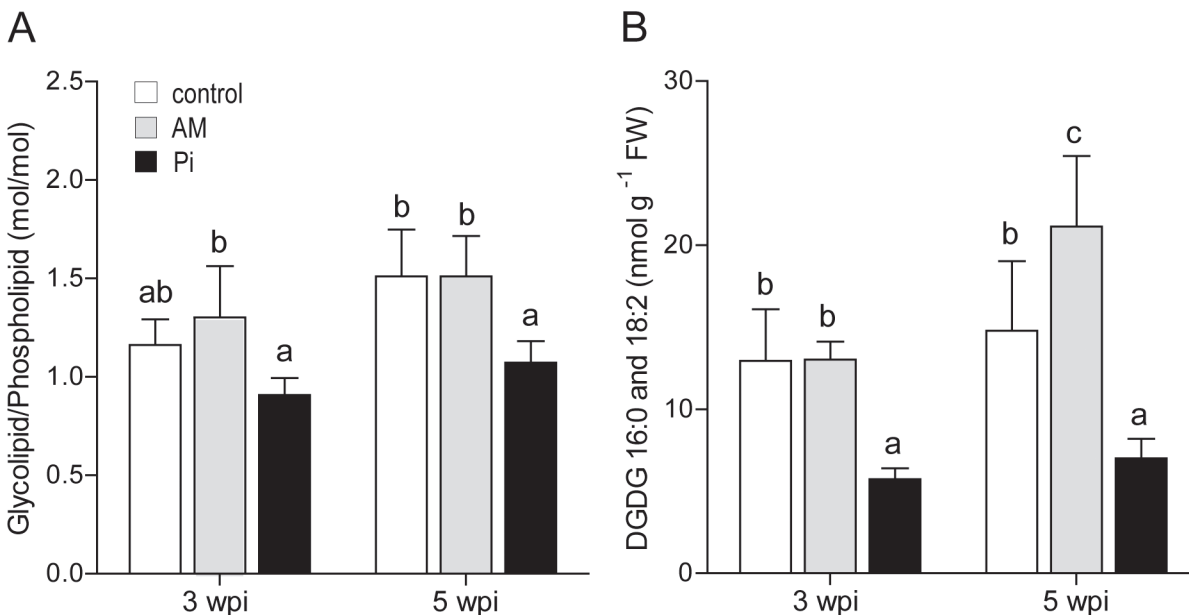 A
Glycolipid/Phospholipid (mol/mol)
2.5
2.0
1.5
1.0
0.5
0.0
control
AM
Pi
ab
b
a
b
b
a
3 wpi
5 wpi
B
DGDG 16:0 and 18:2 (nmol g⁻¹ FW)
30
20
10
0
b
b
a
b
c
a
3 wpi
5 wpi